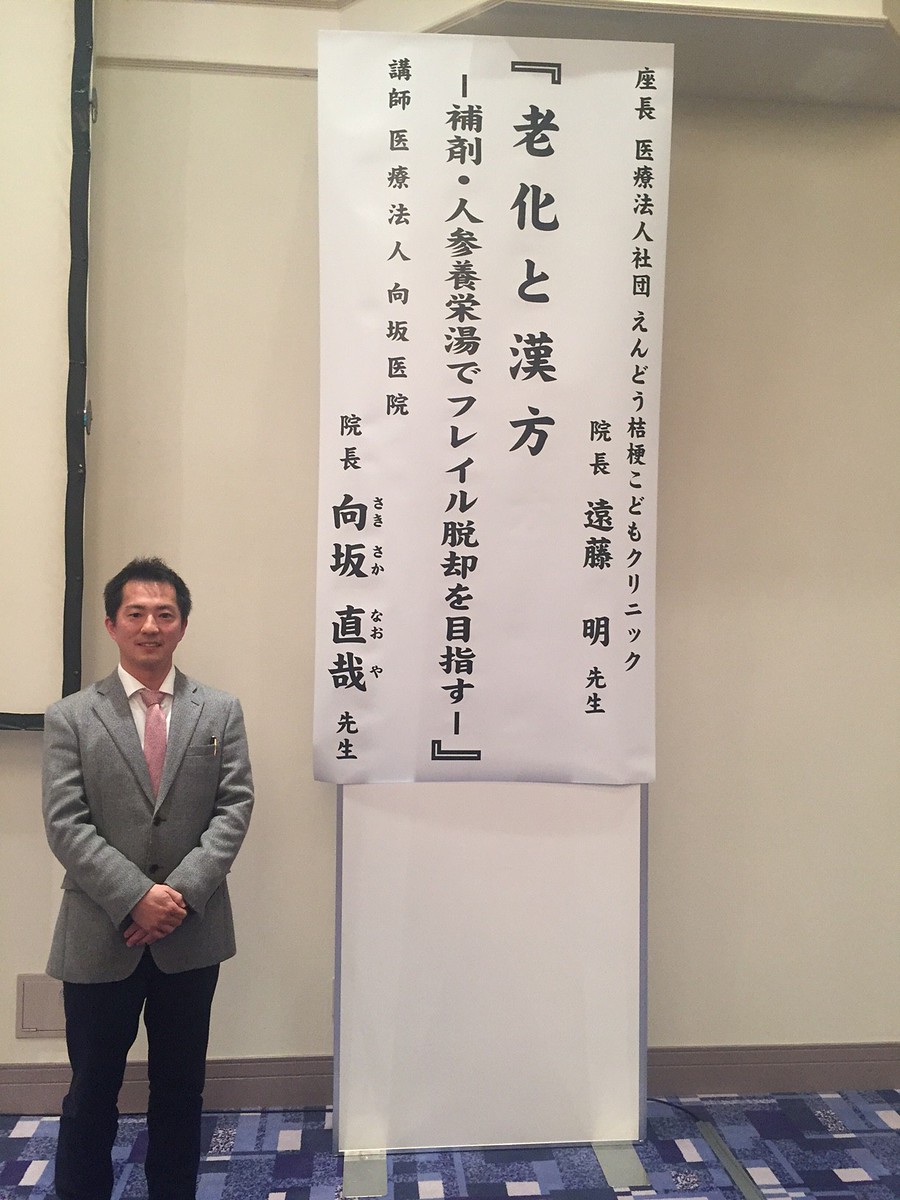 座長 医療法人社団 えんどう桔梗こどもクリニック
院長 遠藤 明 先生
『老化と漢方
－補剤・人参養栄湯でフレイル脱却を目指す－』
講師 医療法人 向坂医院
院長 向坂 直哉 先生
さき さか なお や